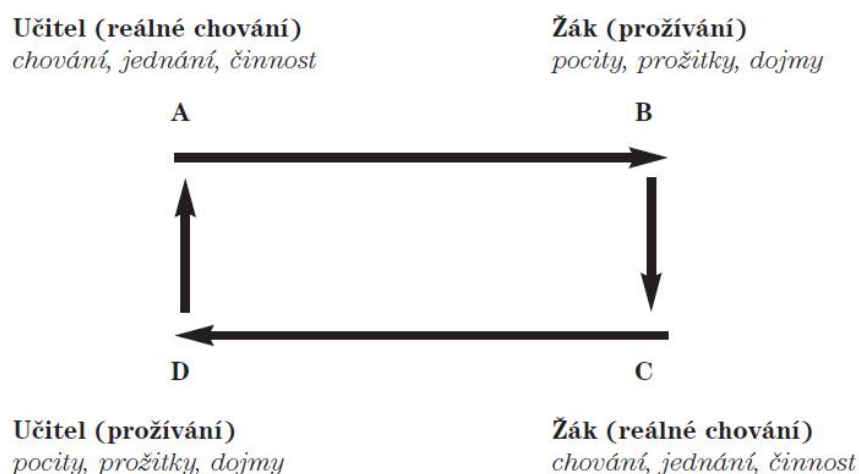 Učitel (reálné chování)
chování, jednání, činnost
Žák (prožívání)
pocity, prožitky, dojmy
A
B
D
C
Učitel (prožívání)
pocity, prožitky, dojmy
Žák (reálné chování)
chování, jednání, činnost